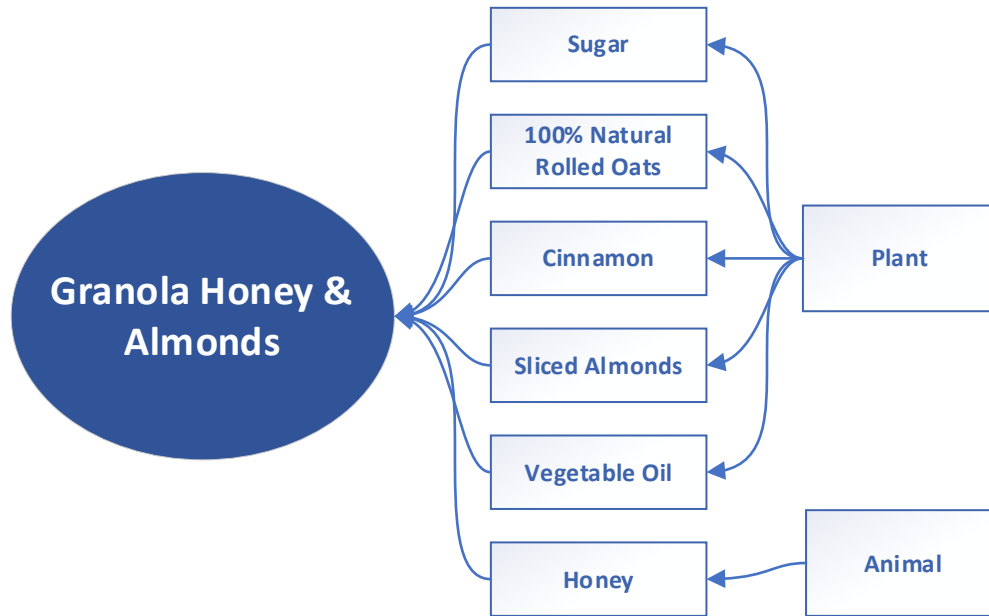 Sugar
100% Natural
Rolled Oats
Cinnamon
Granola Honey &
Almonds
Plant
Sliced Almonds
Vegetable Oil
Honey
Animal